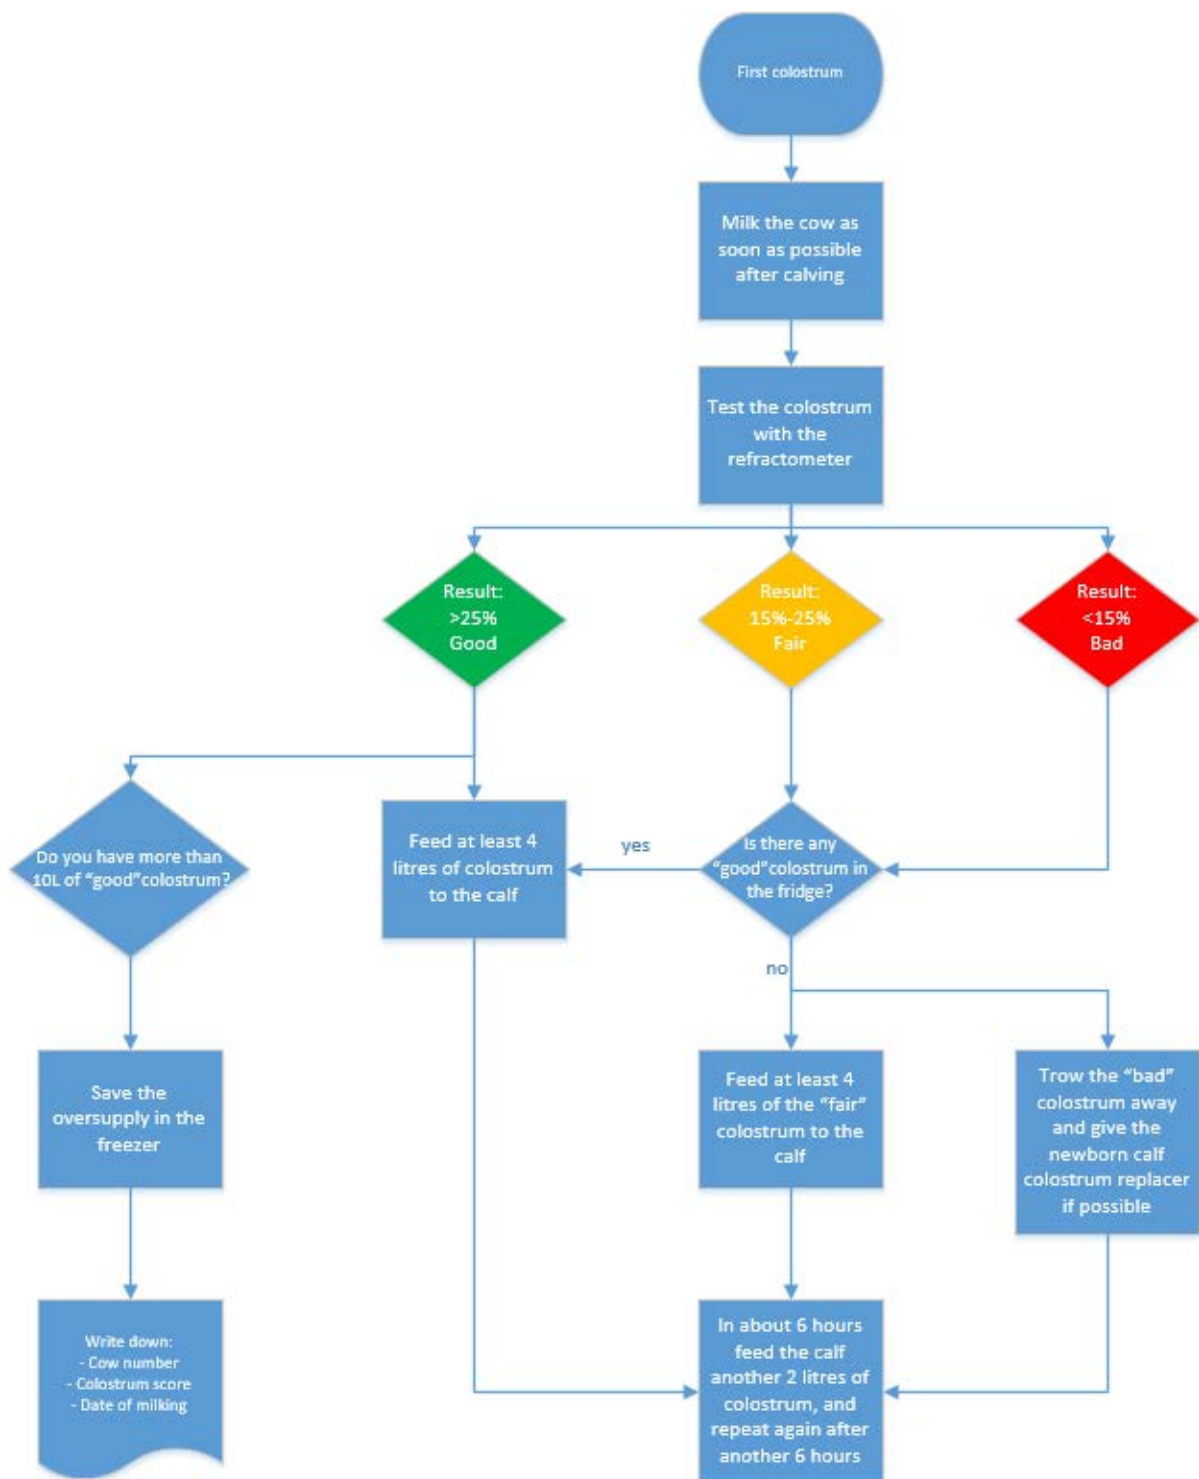 First colostrum
Milk the cow as
soon as possible
after calving
Test the colostrum
with the
refractometer
Result:
>25%
Good
Result:
15%-25%
Fair
Result:
<15%
Bad
Do you have more than
10L of “good”colostrum?
Feed at least 4
litres of colostrum
to the calf
yes
Is there any
“good”colostrum in
the fridge?
no
Save the
oversupply in the
freezer
Feed at least 4
litres of the “fair”
colostrum to the
calf
Trow the “bad”
colostrum away
and give the
newborn calf
colostrum replacer
if possible
Write down:
- Cow number
- Colostrum score
- Date of milking
In about 6 hours
feed the calf
another 2 litres of
colostrum, and
repeat again after
another 6 hours